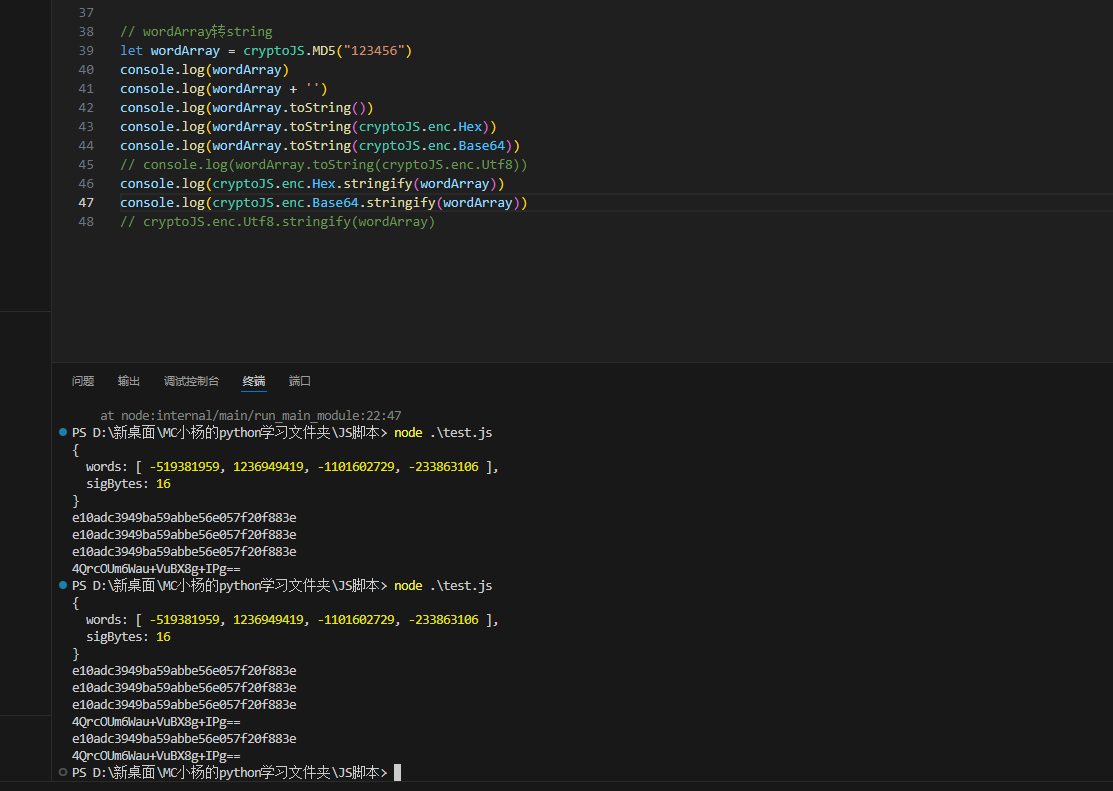 37
38 // wordArray转string
39 let wordArray = cryptoJS.MD5("123456")
40 console.log(wordArray)
41 console.log(wordArray + '')
42 console.log(wordArray.toString())
43 console.log(wordArray.toString(cryptoJS.enc.Hex))
44 console.log(wordArray.toString(cryptoJS.enc.Base64))
45 // console.log(wordArray.toString(cryptoJS.enc.Utf8))
46 console.log(cryptoJS.enc.Hex.stringify(wordArray))
47 console.log(cryptoJS.enc.Base64.stringify(wordArray))
48 // cryptoJS.enc.Utf8.stringify(wordArray)
问题 输出 调试控制台 终端 端口
at node:internal/main/run_main_module:22:47
PS D:\新桌面\MC小杨的python学习文件夹\JS脚本> node .\test.js
{
words: [ -519381959, 1236949419, -1101602729, -233863106 ],
sigBytes: 16
}
e10adc3949ba59abbe56e057f20f883e
e10adc3949ba59abbe56e057f20f883e
e10adc3949ba59abbe56e057f20f883e
4QrcOUm6Wau+VuBX8g+IPg==
PS D:\新桌面\MC小杨的python学习文件夹\JS脚本> node .\test.js
{
words: [ -519381959, 1236949419, -1101602729, -233863106 ],
sigBytes: 16
}
e10adc3949ba59abbe56e057f20f883e
e10adc3949ba59abbe56e057f20f883e
e10adc3949ba59abbe56e057f20f883e
4QrcOUm6Wau+VuBX8g+IPg==
e10adc3949ba59abbe56e057f20f883e
4QrcOUm6Wau+VuBX8g+IPg==
PS D:\新桌面\MC小杨的python学习文件夹\JS脚本>